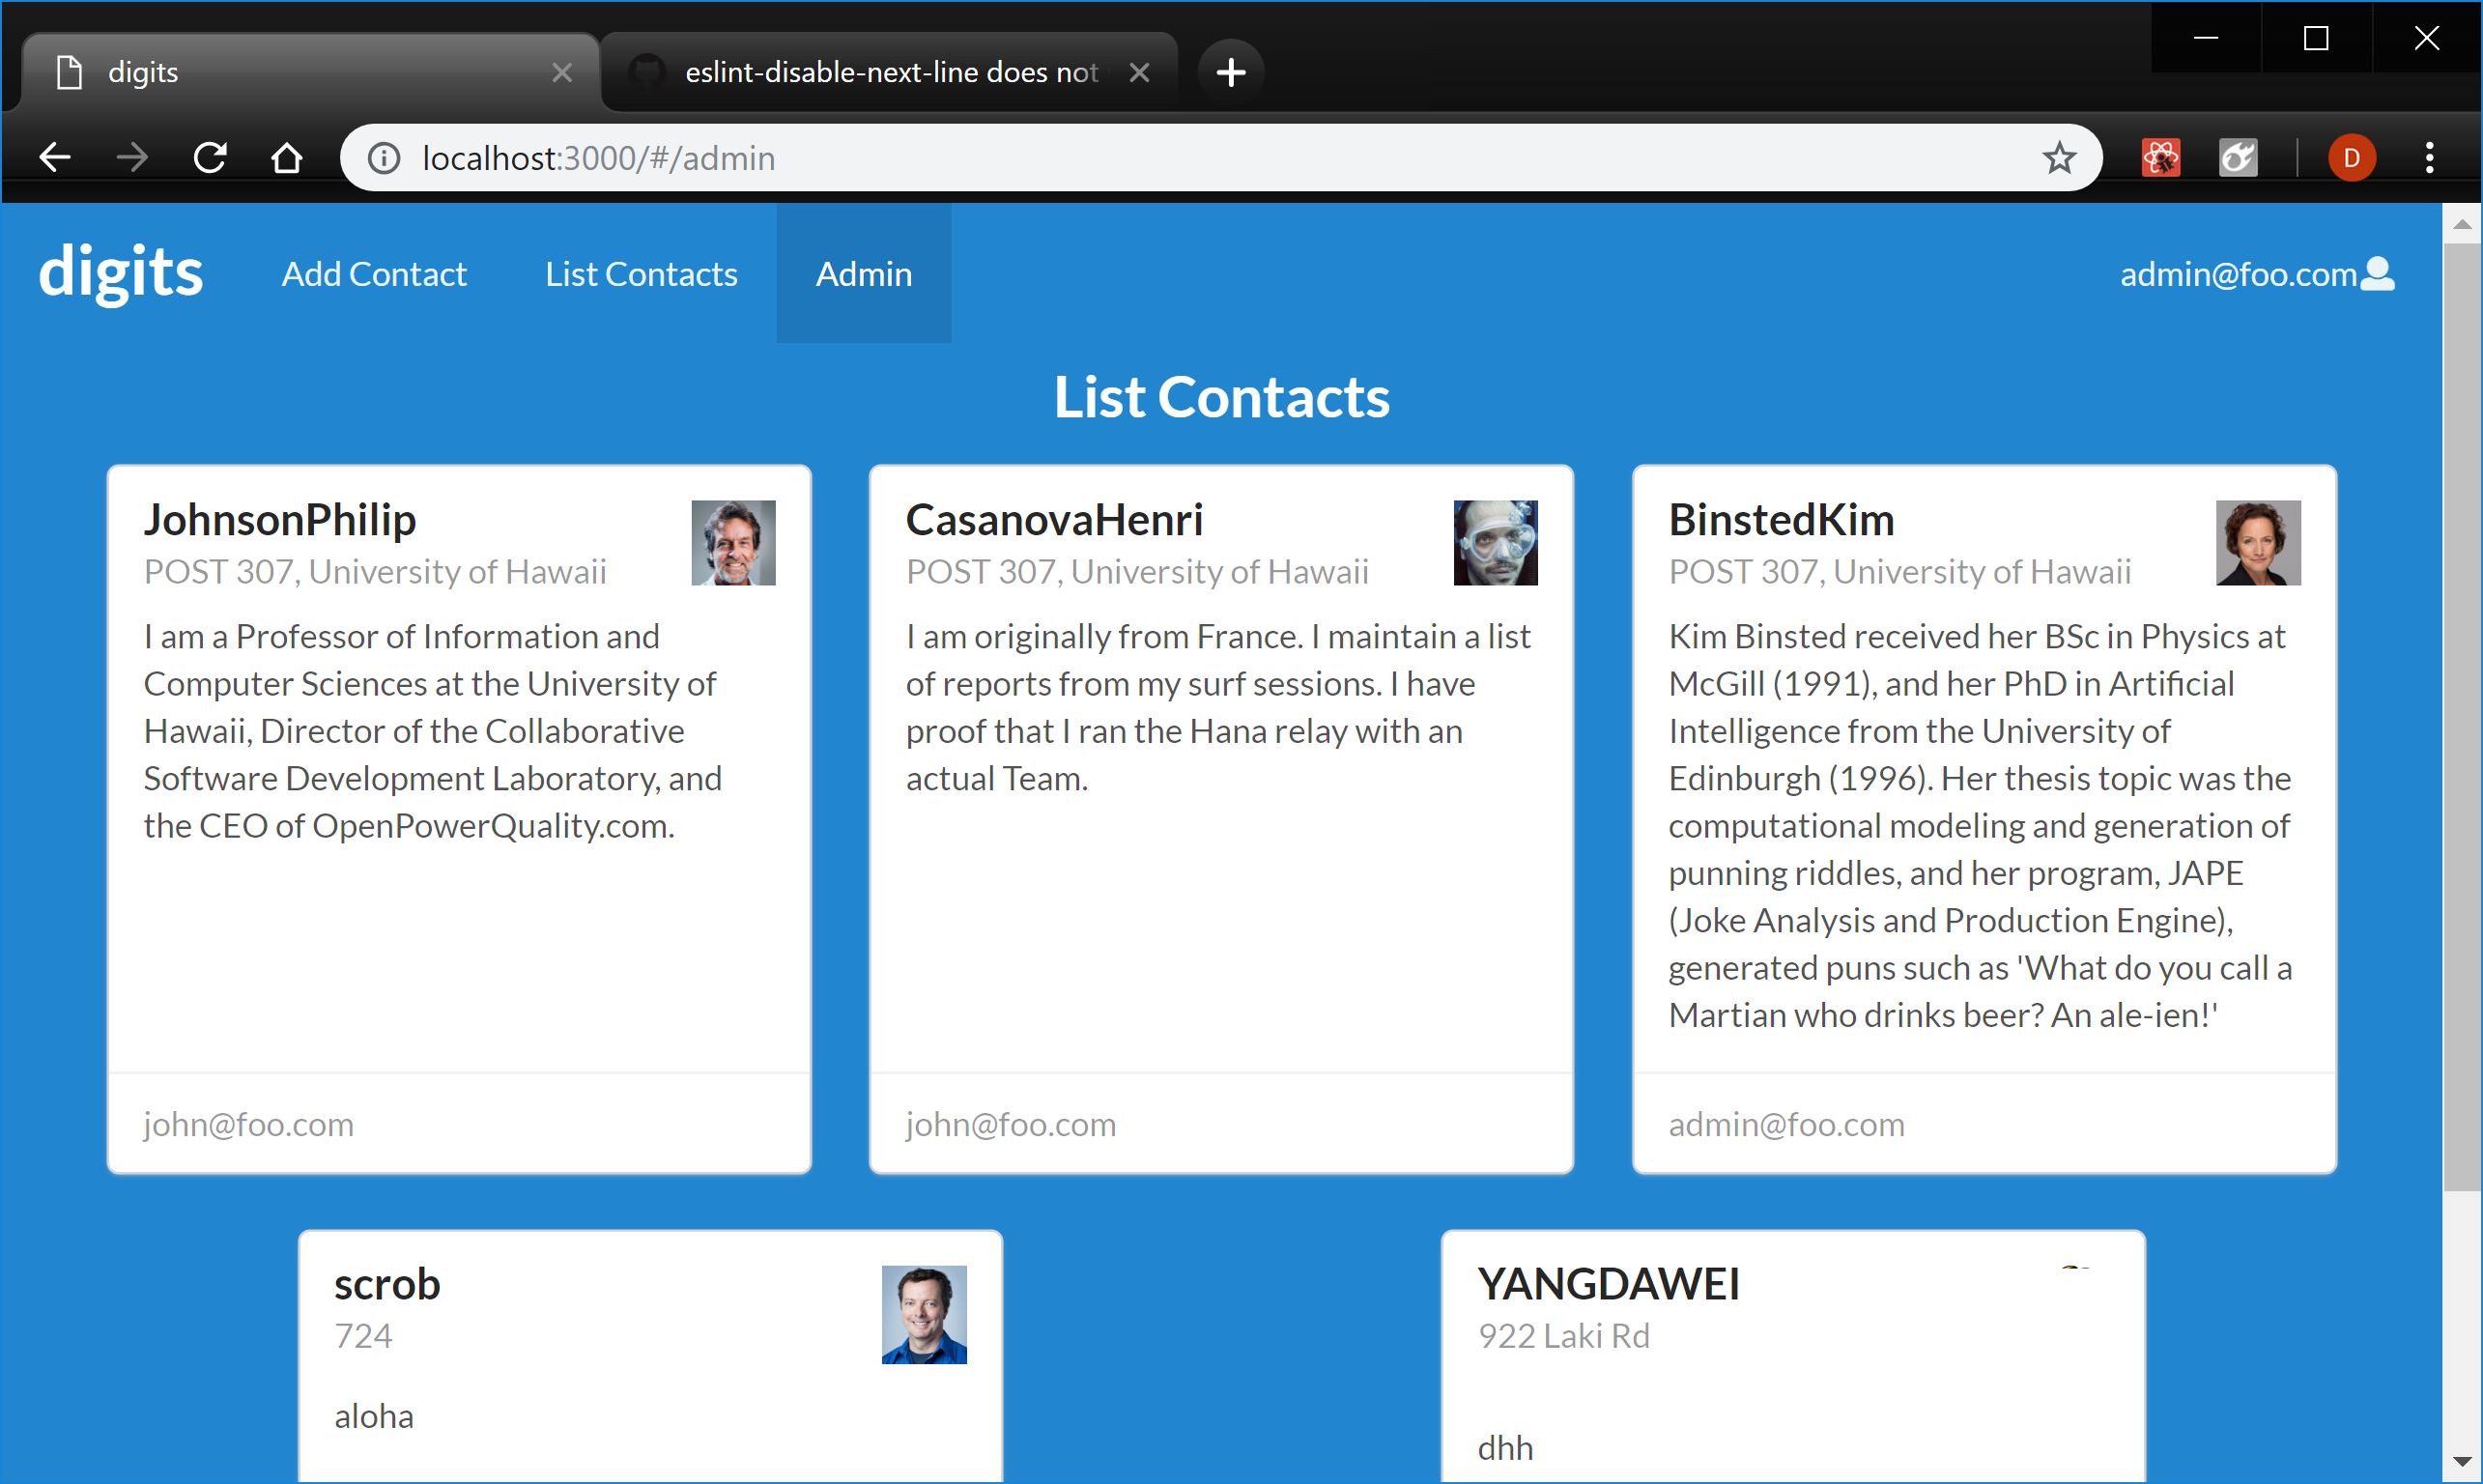 digits
eslint-disable-next-line does not
localhost:3000/#/admin
D
digits
Add Contact
List Contacts
Admin
admin@foo.com
List Contacts
JohnsonPhilip
POST 307, University of Hawaii
I am a Professor of Information and
Computer Sciences at the University of
Hawaii, Director of the Collaborative
Software Development Laboratory, and
the CEO of OpenPowerQuality.com.
john@foo.com
CasanovaHenri
POST 307, University of Hawaii
I am originally from France. I maintain a list
of reports from my surf sessions. I have
proof that I ran the Hana relay with an
actual Team.
john@foo.com
BinstedKim
POST 307, University of Hawaii
Kim Binsted received her BSc in Physics at
McGill (1991), and her PhD in Artificial
Intelligence from the University of
Edinburgh (1996). Her thesis topic was the
computational modeling and generation of
punning riddles, and her program, JAPE
(Joke Analysis and Production Engine),
generated puns such as 'What do you call a
Martian who drinks beer? An ale-ien!'
admin@foo.com
scrob
724
aloha
YANGDAWEI
922 Laki Rd
dhh